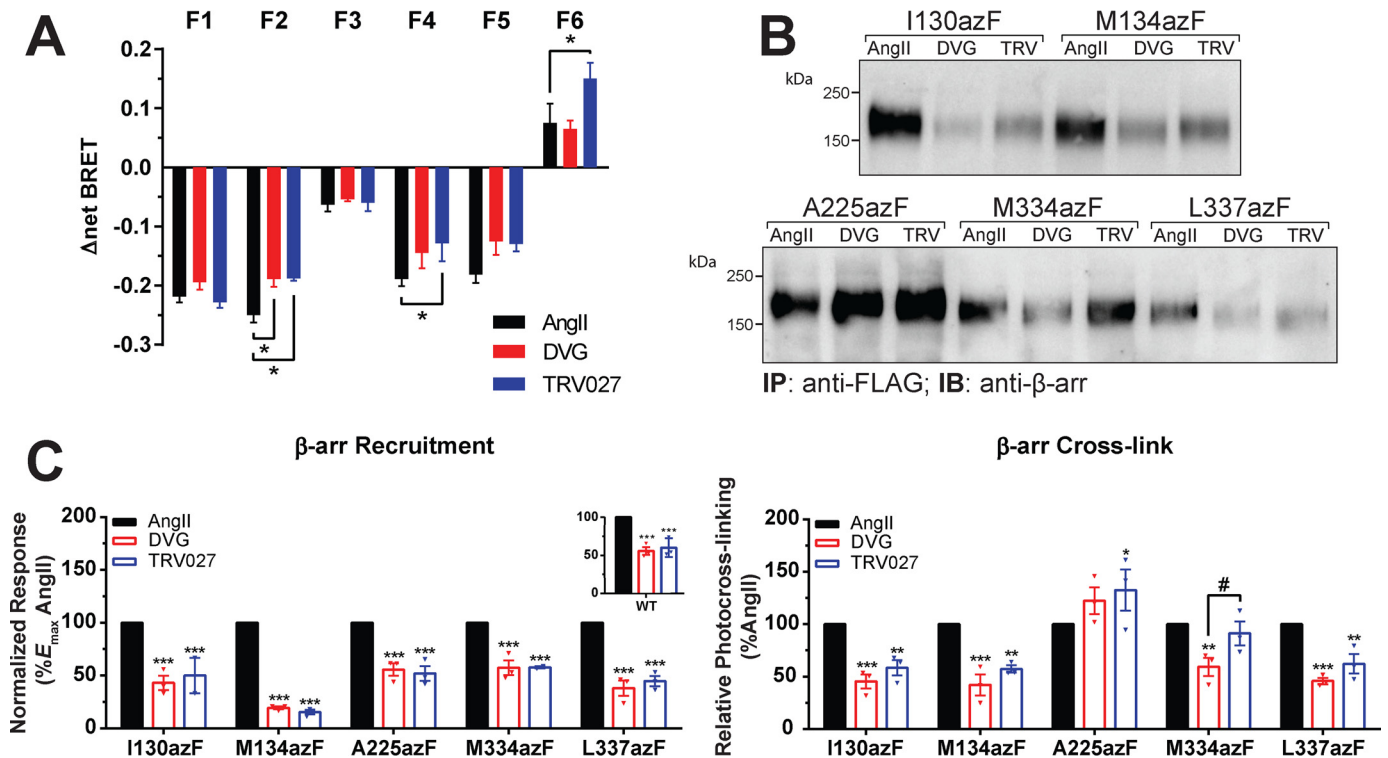 A
F1 F2 F3 F4 F5 F6
0.2
0.1
0.0
-0.1
-0.2
-0.3
Δnet BRET
*
*
*
*
AngII
DVG
TRV027
B
I130azF M134azF
AngII DVG TRV AngII DVG TRV
kDa
250
150
A225azF M334azF L337azF
AngII DVG TRV AngII DVG TRV AngII DVG TRV
kDa
250
150
IP: anti-FLAG; IB: anti-β-arr
C
β-arr Recruitment
Normalized Response
(%Emax AngII)
200
150
100
50
0
AngII
DVG
TRV027
100
50
0
*** ***
WT
*** *** *** *** *** *** *** *** *** ***
I130azF M134azF A225azF M334azF L337azF
β-arr Cross-link
Relative Photocross-linking
(%AngII)
200
150
100
50
0
AngII
DVG
TRV027
*** ** *** ** * ** # *** **
I130azF M134azF A225azF M334azF L337azF